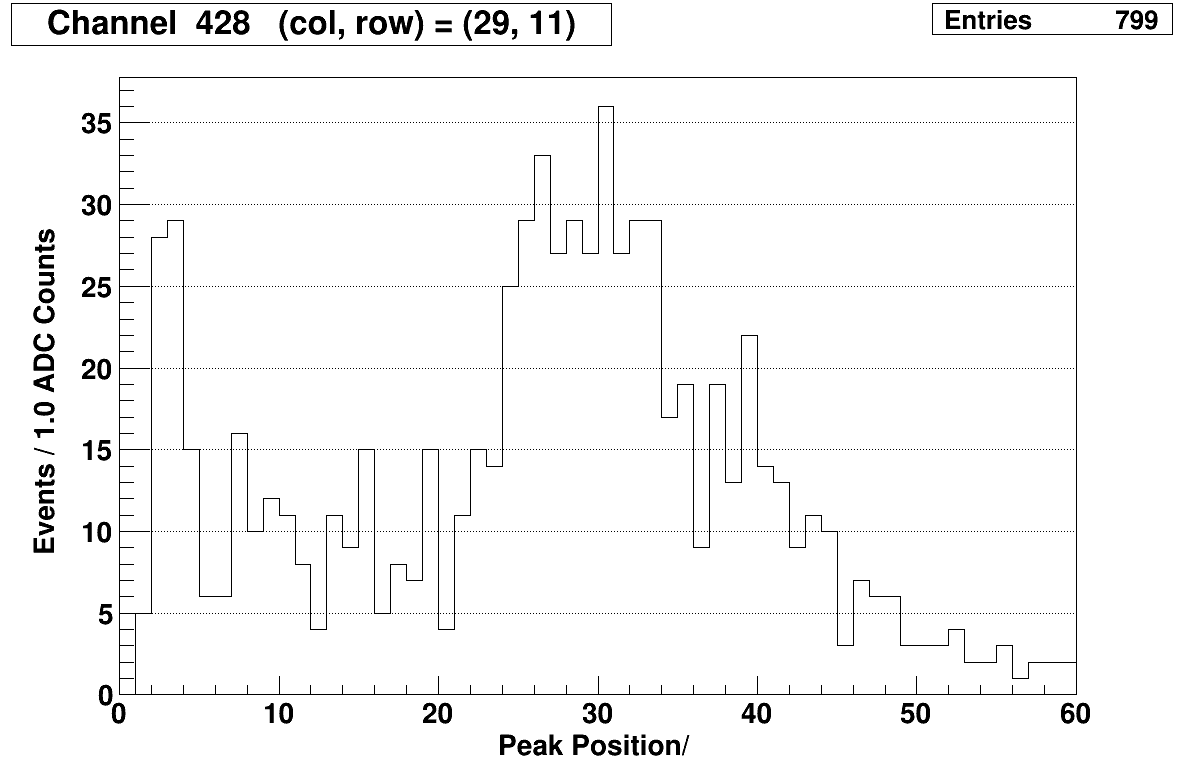 Channel 428 (col, row) = (29, 11)
Entries 799
Events / 1.0 ADC Counts
35
30
25
20
15
10
5
0
0 10 20 30 40 50 60
Peak Position/